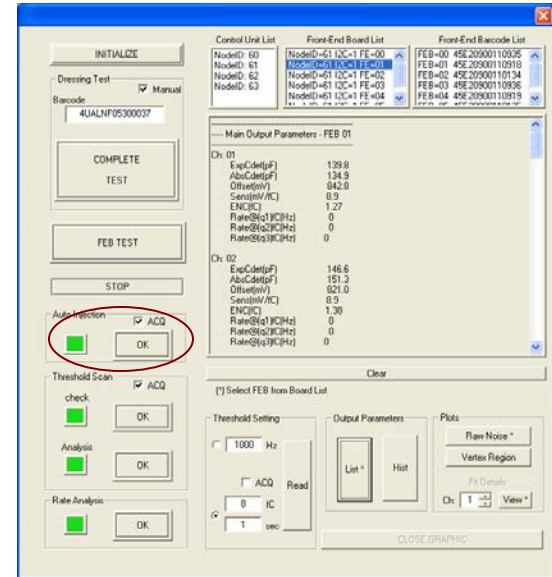 INITIALIZE
Dressing Test
Manual
Barcode
4UALNF05300037
COMPLETE
TEST
FEB TEST
STOP
Auto Injection
ACQ
OK
Threshold Scan
ACQ
check
OK
Analysis
OK
Rate Analysis
OK
Control Unit List
NodeID: 60
NodeID: 61
NodeID: 62
NodeID: 63
Front-End Board List
NodeID=61 I2C=1 FE=00
NodeID=61 I2C=1 FE=01
NodeID=61 I2C=1 FE=02
NodeID=61 I2C=1 FE=03
NodeID=61 I2C=1 FE=04
Front-End Barcode List
FEB=00 45E20900110935
FEB=01 45E20900110918
FEB=02 45E20900110134
FEB=03 45E20900110936
FEB=04 45E20900110919
---- Main Output Parameters - FEB 01
Ch: 01
ExpCdet(pF) 139.8
AbsCdet(pF) 134.9
Offset(mV) 842.8
Sens(mV/fC) 8.9
ENC(fC) 1.27
Rate@(q1)fC(Hz) 0
Rate@(q2)fC(Hz) 0
Rate@(q3)fC(Hz) 0
Ch: 02
ExpCdet(pF) 146.6
AbsCdet(pF) 151.3
Offset(mV) 821.0
Sens(mV/fC) 8.9
ENC(fC) 1.38
Rate@(q1)fC(Hz) 0
Rate@(q2)fC(Hz) 0
Rate@(q3)fC(Hz) 0
Clear
(*) Select FEB from Board List
Threshold Setting
1000 Hz
ACQ
8 fC
1 sec
Read
Output Parameters
List *
Hist
Plots
Raw Noise *
Vertex Region
Fit Details
Ch: 1 View *
CLOSE GRAPHIC